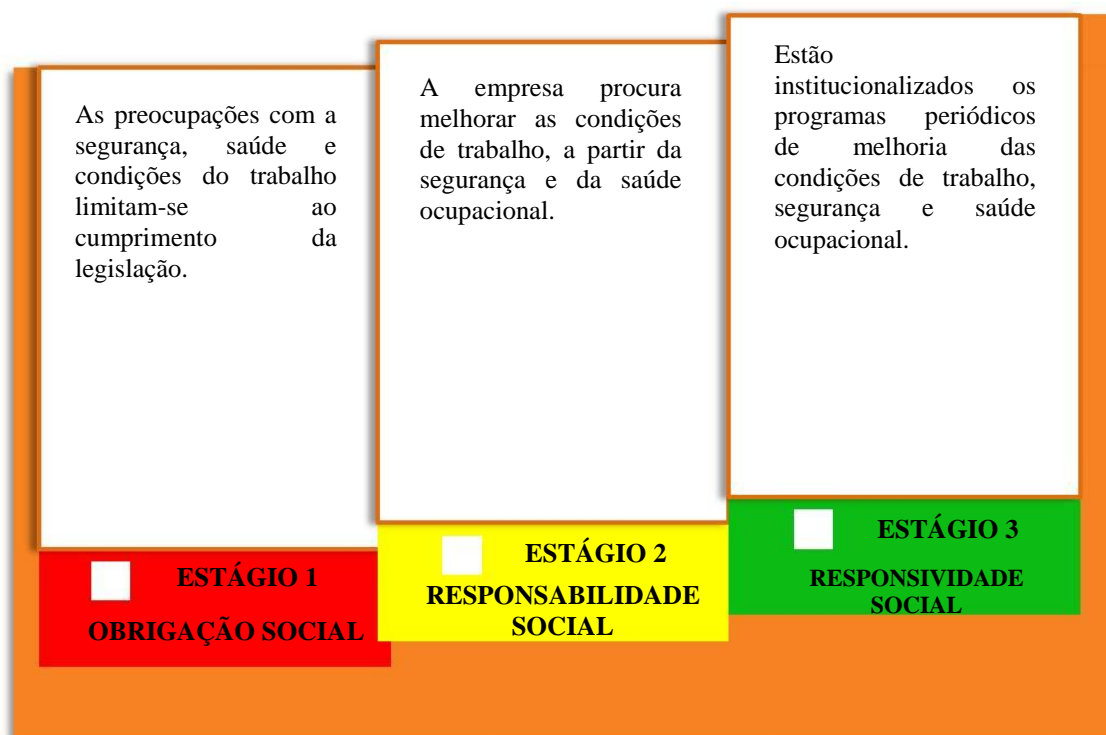 As preocupações com a
segurança, saúde e
condições do trabalho
limitam-se ao
cumprimento da
legislação.
ESTÁGIO 1
OBRIGAÇÃO SOCIAL
A empresa procura
melhorar as condições
de trabalho, a partir da
segurança e da saúde
ocupacional.
ESTÁGIO 2
RESPONSABILIDADE
SOCIAL
Estão
institucionalizados os
programas periódicos
de melhoria das
condições de trabalho,
segurança e saúde
ocupacional.
ESTÁGIO 3
RESPONSIVIDADE
SOCIAL